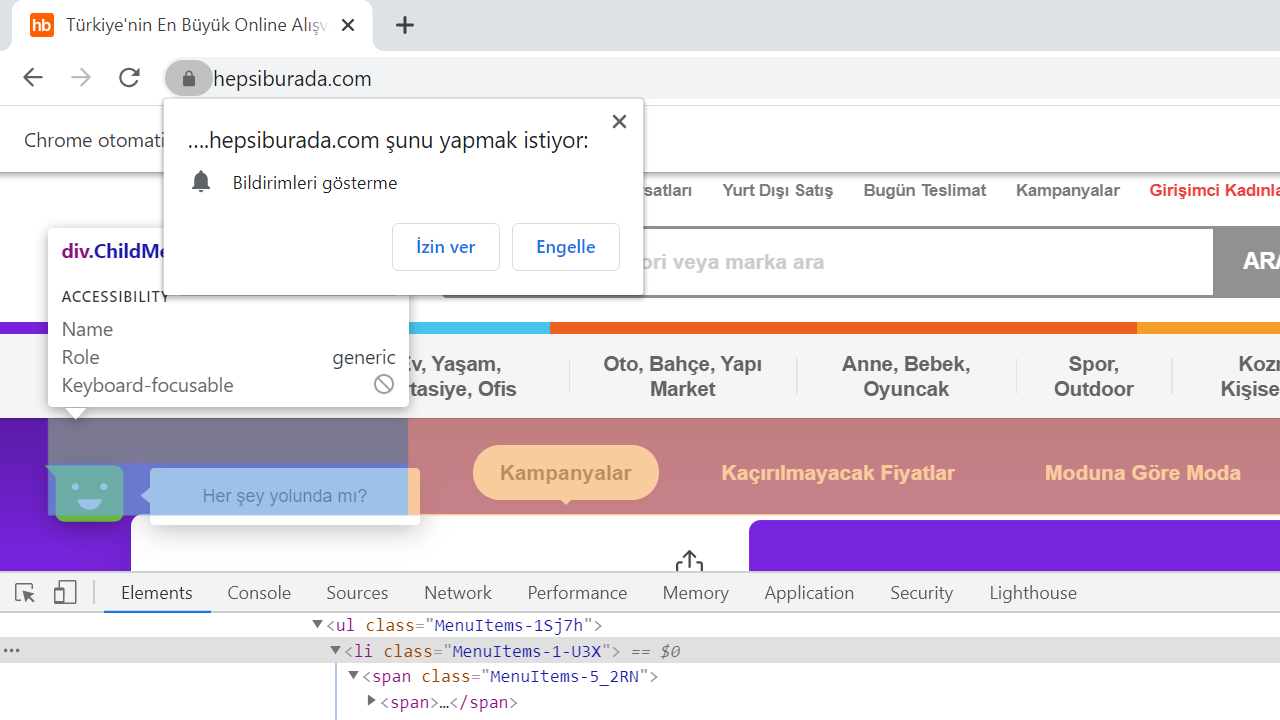 hb Türkiye'nin En Büyük Online Alışv
hepsiburada.com
Chrome otomati
....hepsiburada.com şunu yapmak istiyor:
Bildirimleri gösterme
İzin ver Engelle
rsatları Yurt Dışı Satış Bugün Teslimat Kampanyalar Girişimci Kadınla
ori veya marka ara ARA
div.ChildMe
ACCESSIBILITY
Name
Role generic
Keyboard-focusable
Ev, Yaşam,
rtasiye, Ofis
Oto, Bahçe, Yapı
Market
Anne, Bebek,
Oyuncak
Spor,
Outdoor
Kozm
Kişise
Kampanyalar Kaçırılmayacak Fiyatlar Moduna Göre Moda
Her şey yolunda mı?
Elements Console Sources Network Performance Memory Application Security Lighthouse
<ul class="MenuItems-1Sj7h">
... <li class="MenuItems-1-U3X"> == $0
<span class="MenuItems-5_2RN">
<span>…</span>